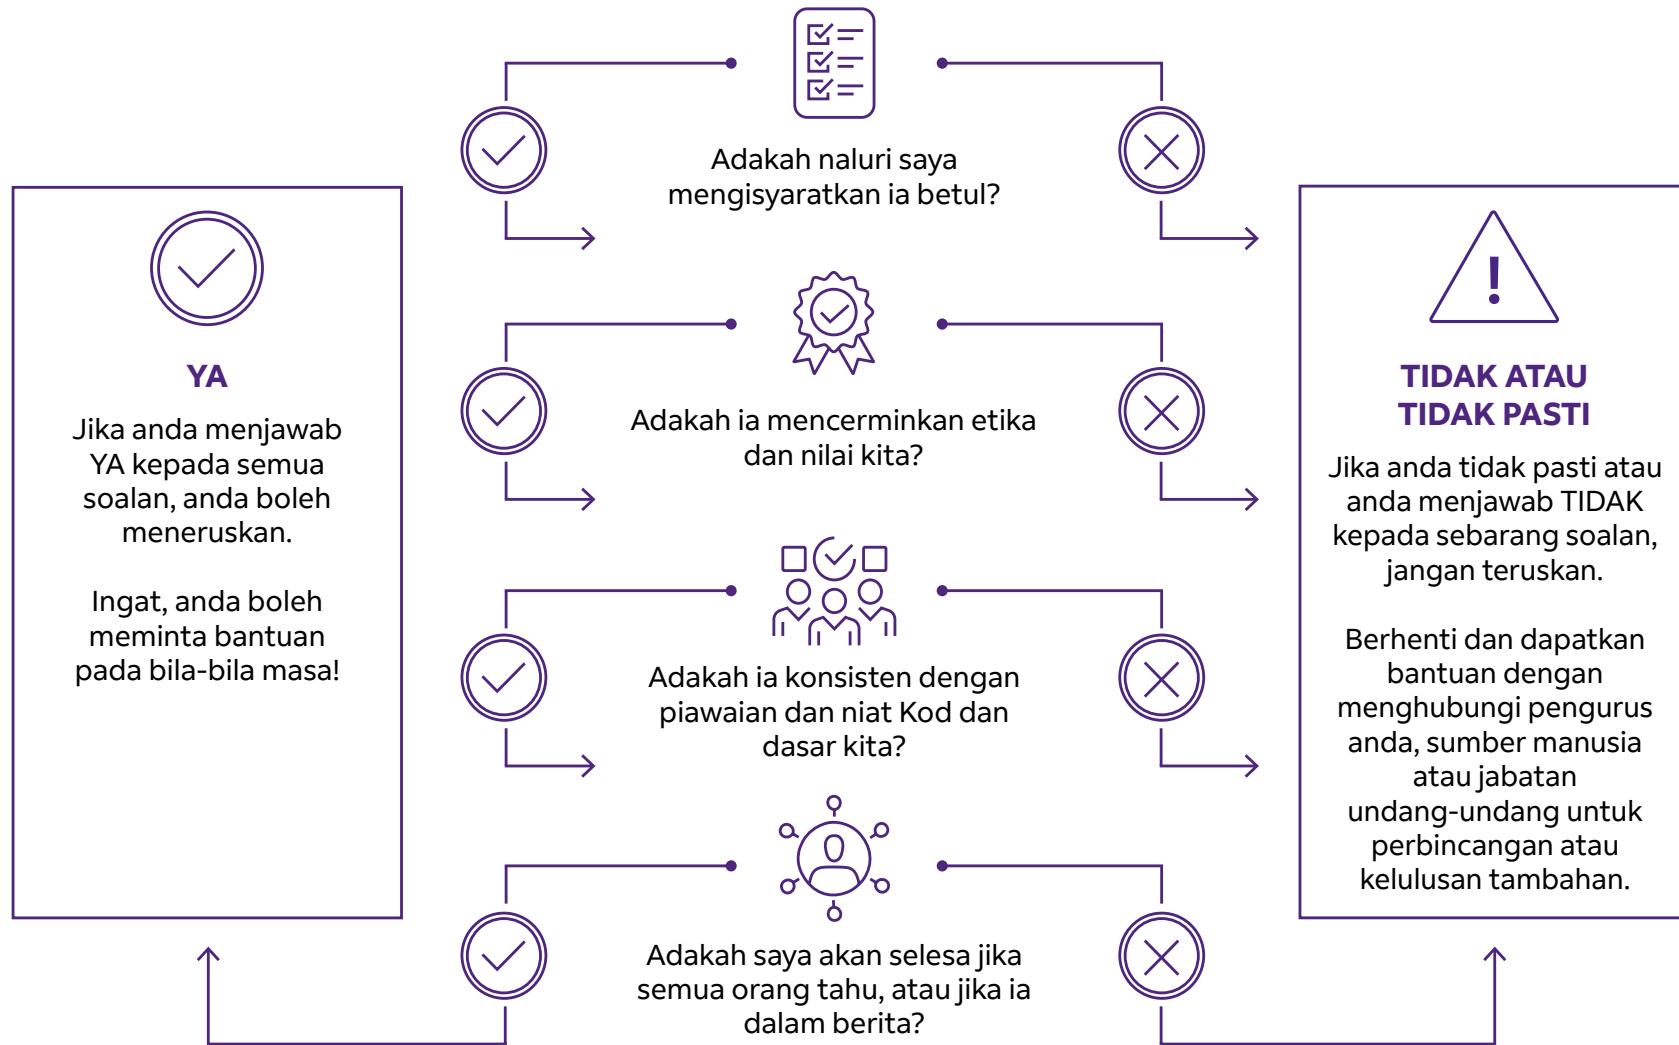 Adakah naluri saya
mengisyaratkan ia betul?
YA
Jika anda menjawab
YA kepada semua
soalan, anda boleh
meneruskan.
Ingat, anda boleh
meminta bantuan
pada bila-bila masa!
Adakah ia mencerminkan etika
dan nilai kita?
Adakah ia konsisten dengan
piawaian dan niat Kod dan
dasar kita?
Adakah saya akan selesa jika
semua orang tahu, atau jika ia
dalam berita?
!
TIDAK ATAU
TIDAK PASTI
Jika anda tidak pasti atau
anda menjawab TIDAK
kepada sebarang soalan,
jangan teruskan.
Berhenti dan dapatkan
bantuan dengan
menghubungi pengurus
anda, sumber manusia
atau jabatan
undang-undang untuk
perbincangan atau
kelulusan tambahan.